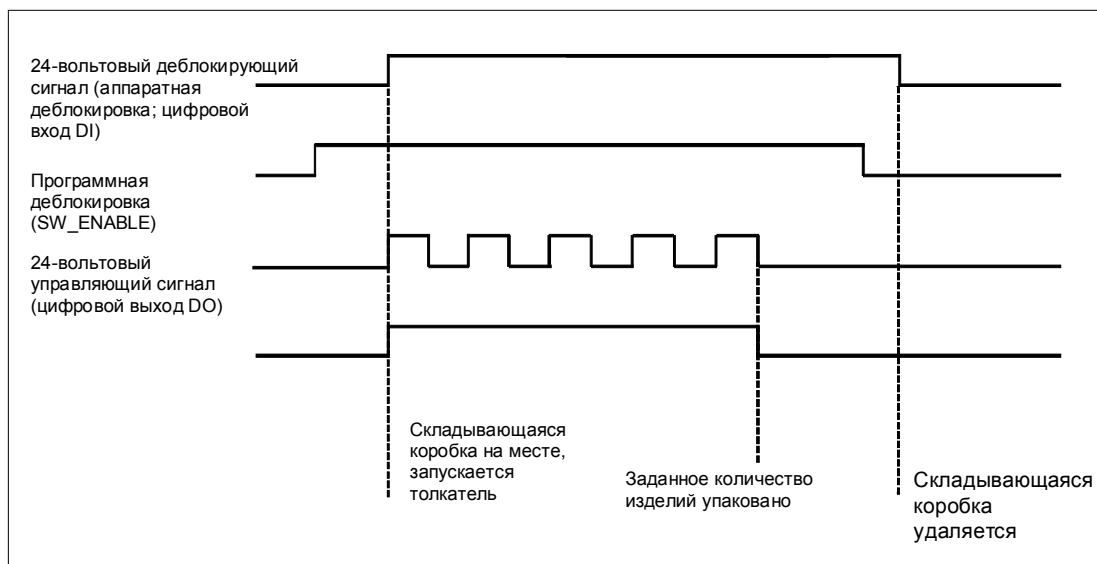 24-вольтовый деблокирующий
сигнал (аппаратная
деблокировка; цифровой
вход DI)
Программная
деблокировка
(SW_ENABLE)
24-вольтовый
управляющий сигнал
(цифровой выход DO)
Складывающаяся
коробка на месте,
запускается
толкатель
Заданное количество
изделий упаковано
Складывающаяся
коробка
удаляется